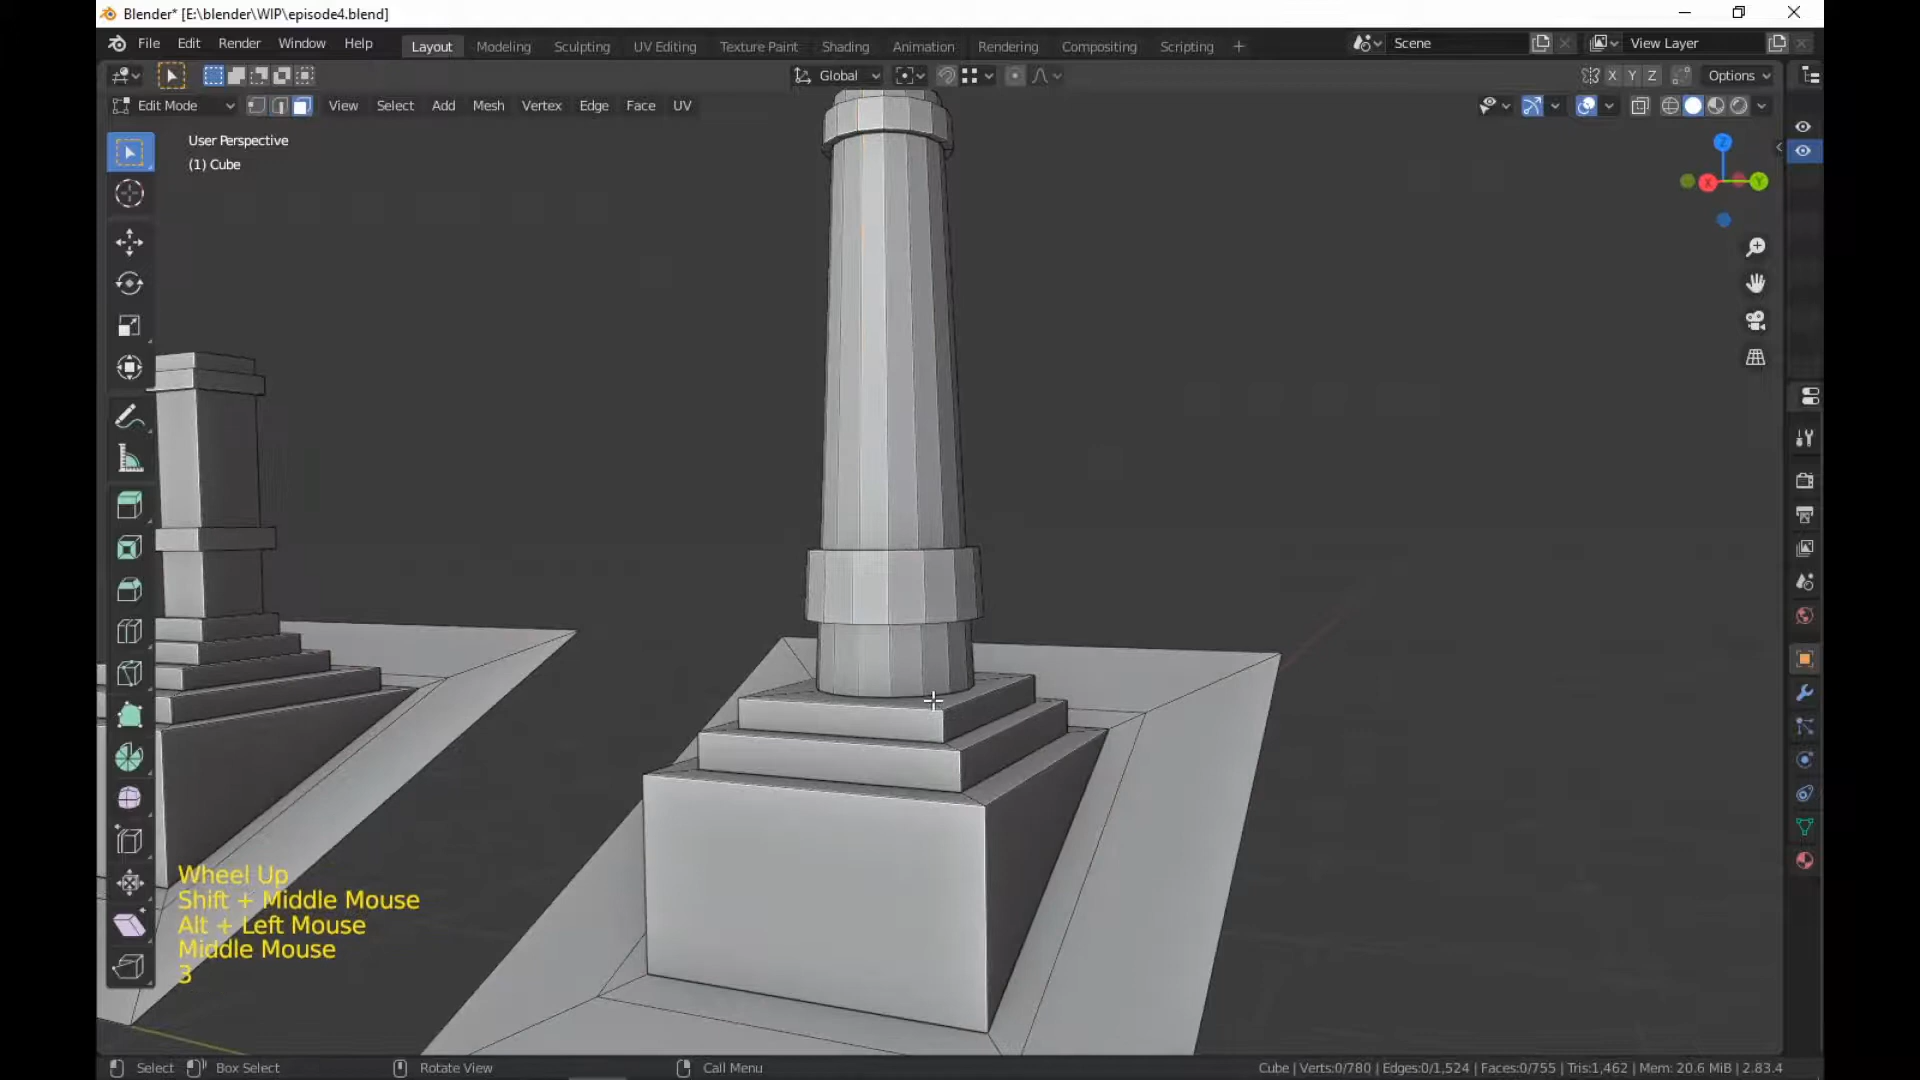 Blender* [E:\blender\WIP\episode4.blend]
File Edit Render Window Help Layout Modeling Sculpting UV Editing Texture Paint Shading Animation Rendering Compositing Scripting + Scene View Layer
Global X Y Z Options
Edit Mode View Select Add Mesh Vertex Edge Face UV
User Perspective
(1) Cube
Z
X Y
Wheel Up
Shift + Middle Mouse
Alt + Left Mouse
Middle Mouse
3
Select Box Select Rotate View Call Menu Cube | Verts:0/780 | Edges:0/1,524 | Faces:0/755 | Tris:1,462 | Mem: 20.6 MiB | 2.83.4